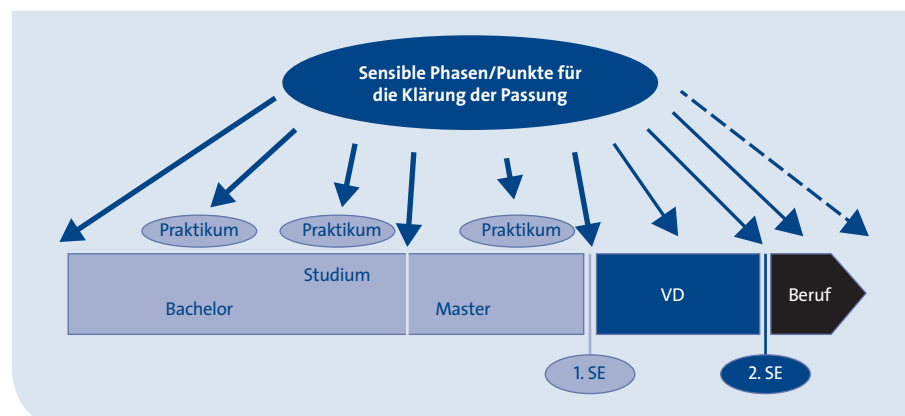 Sensible Phasen/Punkte für
die Klärung der Passung
Praktikum
Praktikum
Praktikum
Studium
Bachelor
Master
VD
Beruf
1. SE
2. SE